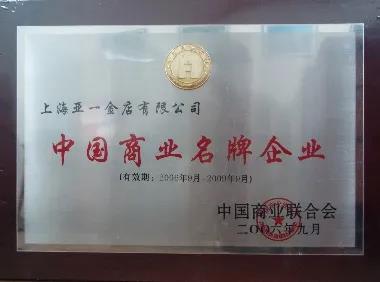 上海亚一金店有限公司
中国商业名牌企业
(有效期：2006年9月-2009年9月)
中国商业联合会
二〇〇六年九月